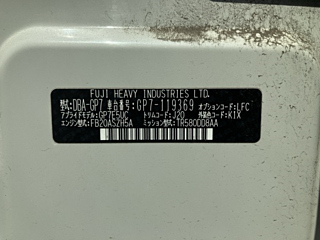 FUJI HEAVY INDUSTRIES LTD.
型式:DBA-GP7 車台番号:GP7-119369 オプションコード:LFC
アプライドモデル:GP7E5UC トリムコード:J20 外装色コード:K1X
エンジン型式:FB20ASZH5A ミッション型式:TR580DD8AA